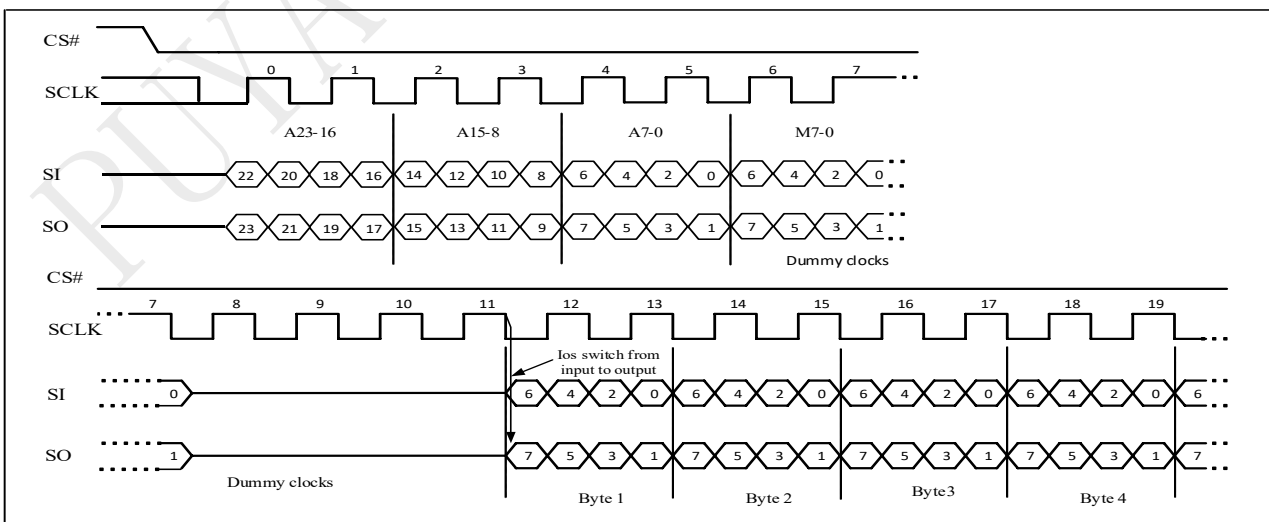 PUYA
CS#
SCLK
0 1 2 3 4 5 6 7
A23-16 A15-8 A7-0 M7-0
SI
22 20 18 16 14 12 10 8 6 4 2 0 6 4 2 0
SO
23 21 19 17 15 13 11 9 7 5 3 1 7 5 3 1
Dummy clocks
CS#
7 8 9 10 11 12 13 14 15 16 17 18 19
SCLK
Ios switch from
input to output
SI
0 6 4 2 0 6 4 2 0 6 4 2 0 6 4 2 0 6
SO
1 7 5 3 1 7 5 3 1 7 5 3 1 7 5 3 1 7
Dummy clocks
Byte 1 Byte 2 Byte3 Byte 4